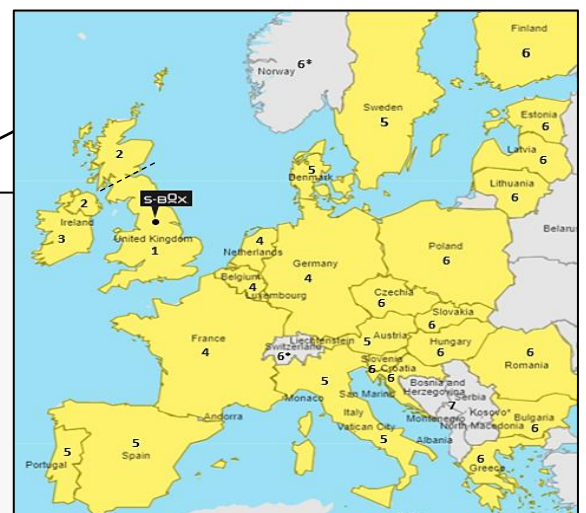 Finland
6
6*
Norway
Sweden
5
Estonia
6
Latvia
6
Lithuania
6
2
Denmark
5
S-BOX
2
Ireland
3
United Kingdom
1
Belarus
4
Netherlands
Germany
4
Poland
6
Belgium
4
Luxembourg
Czechia
6
Slovakia
6
France
4
Liechtenstein
Switzerland
6*
Austria
5
Hungary
6
Romania
6
Slovenia
6
Croatia
6
Bosnia and
Herzegovina
Serbia
7
5
San Marino
Monaco
Italy
Vatican City
5
Montenegro
Kosovo*
North Macedonia
Bulgaria
6
Albania
Andorra
5
Portugal
5
Spain
6
Greece